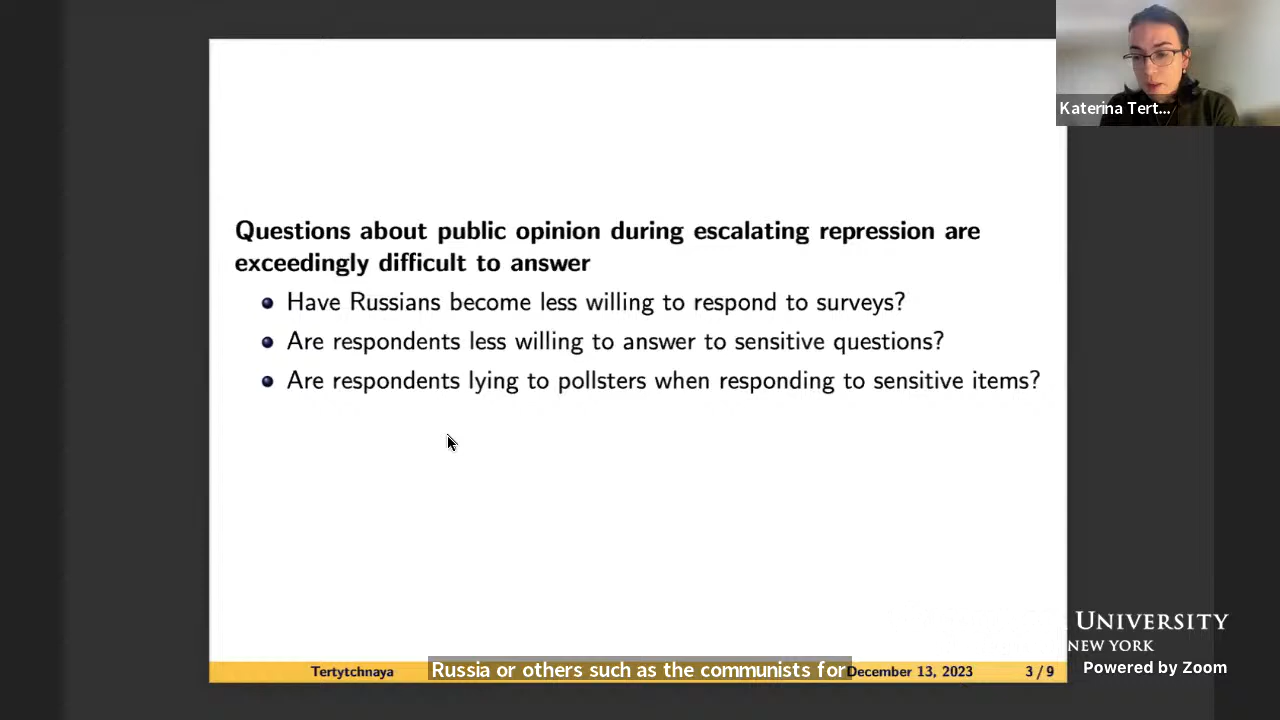 Katerina Tert...
Questions about public opinion during escalating repression are
exceedingly difficult to answer
Have Russians become less willing to respond to surveys?
Are respondents less willing to answer to sensitive questions?
Are respondents lying to pollsters when responding to sensitive items?
UNIVERSITY
NEW YORK
Powered by Zoom
Tertytchnaya
Russia or others such as the communists for
December 13, 2023
3 / 9